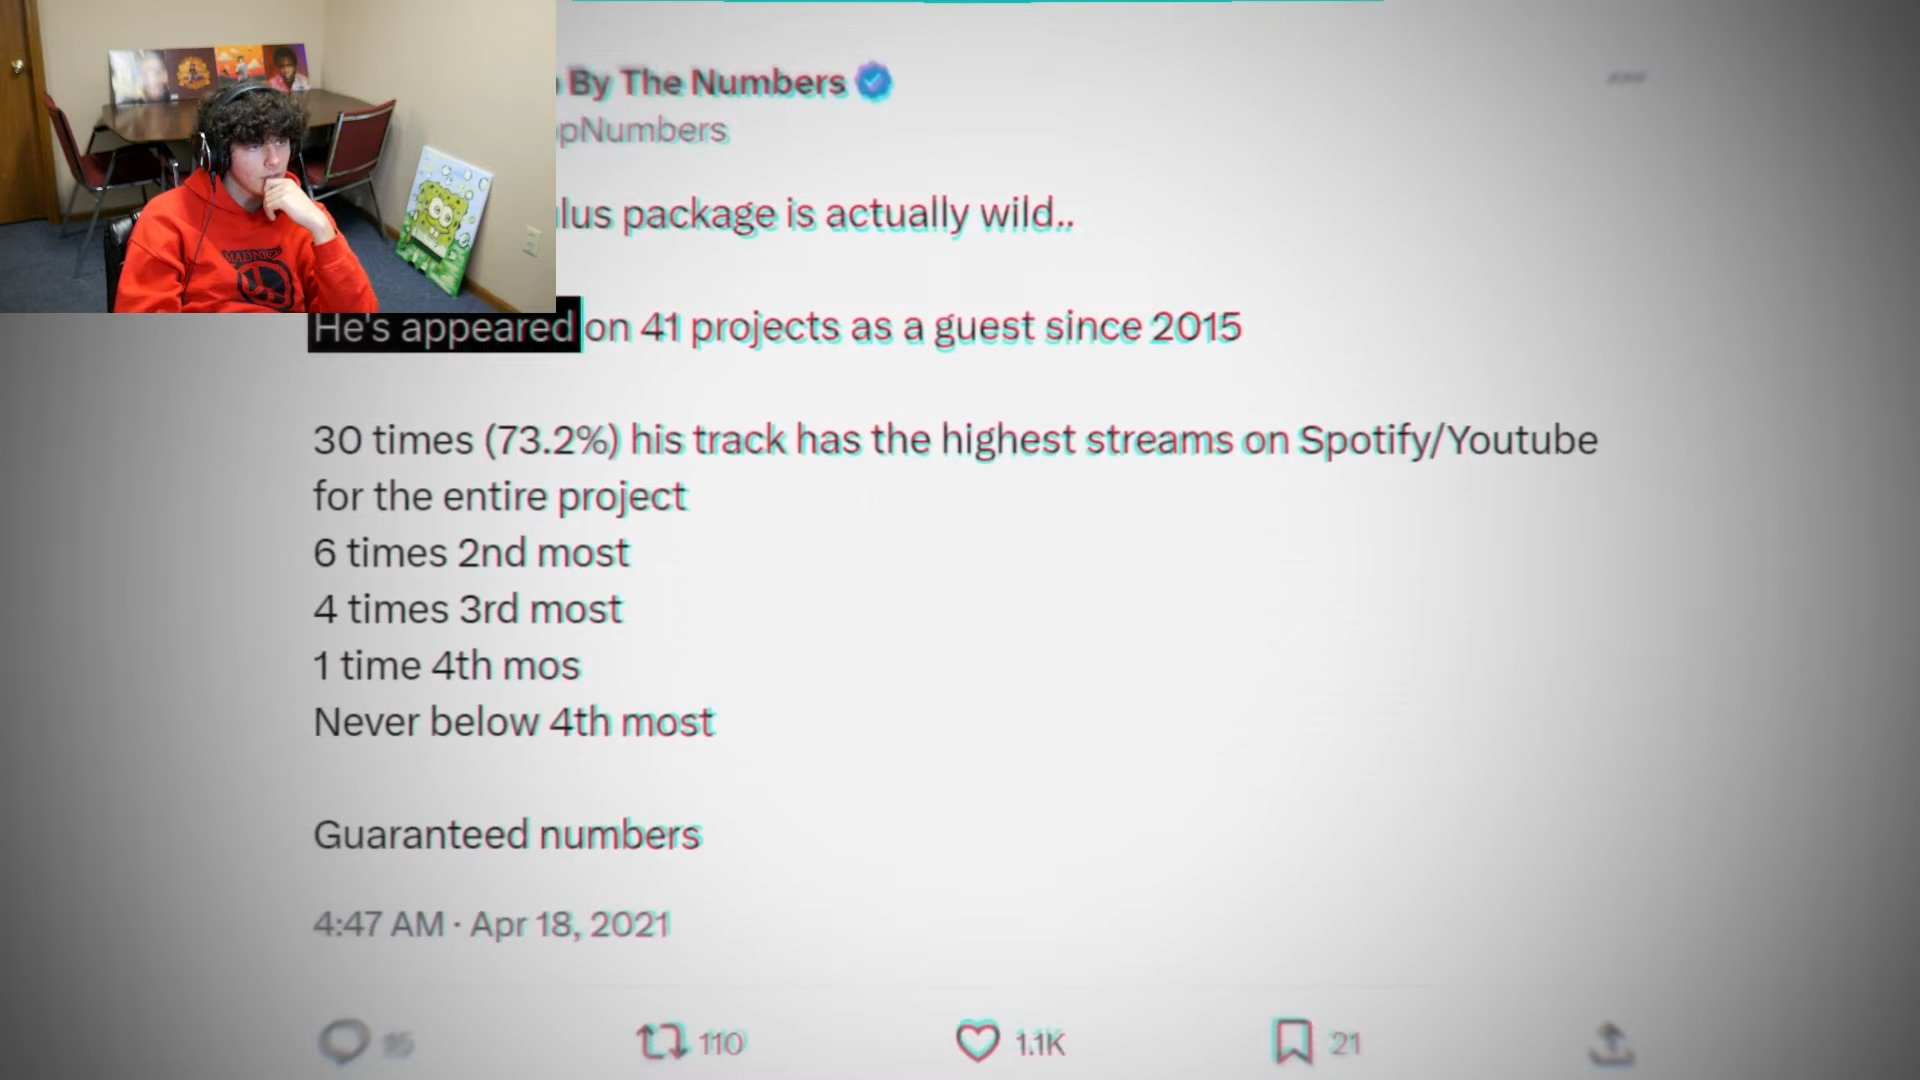 By The Numbers
pNumbers
lus package is actually wild..
He's appeared on 41 projects as a guest since 2015
30 times (73.2%) his track has the highest streams on Spotify/Youtube
for the entire project
6 times 2nd most
4 times 3rd most
1 time 4th mos
Never below 4th most
Guaranteed numbers
4:47 AM · Apr 18, 2021
110
1.1K
21